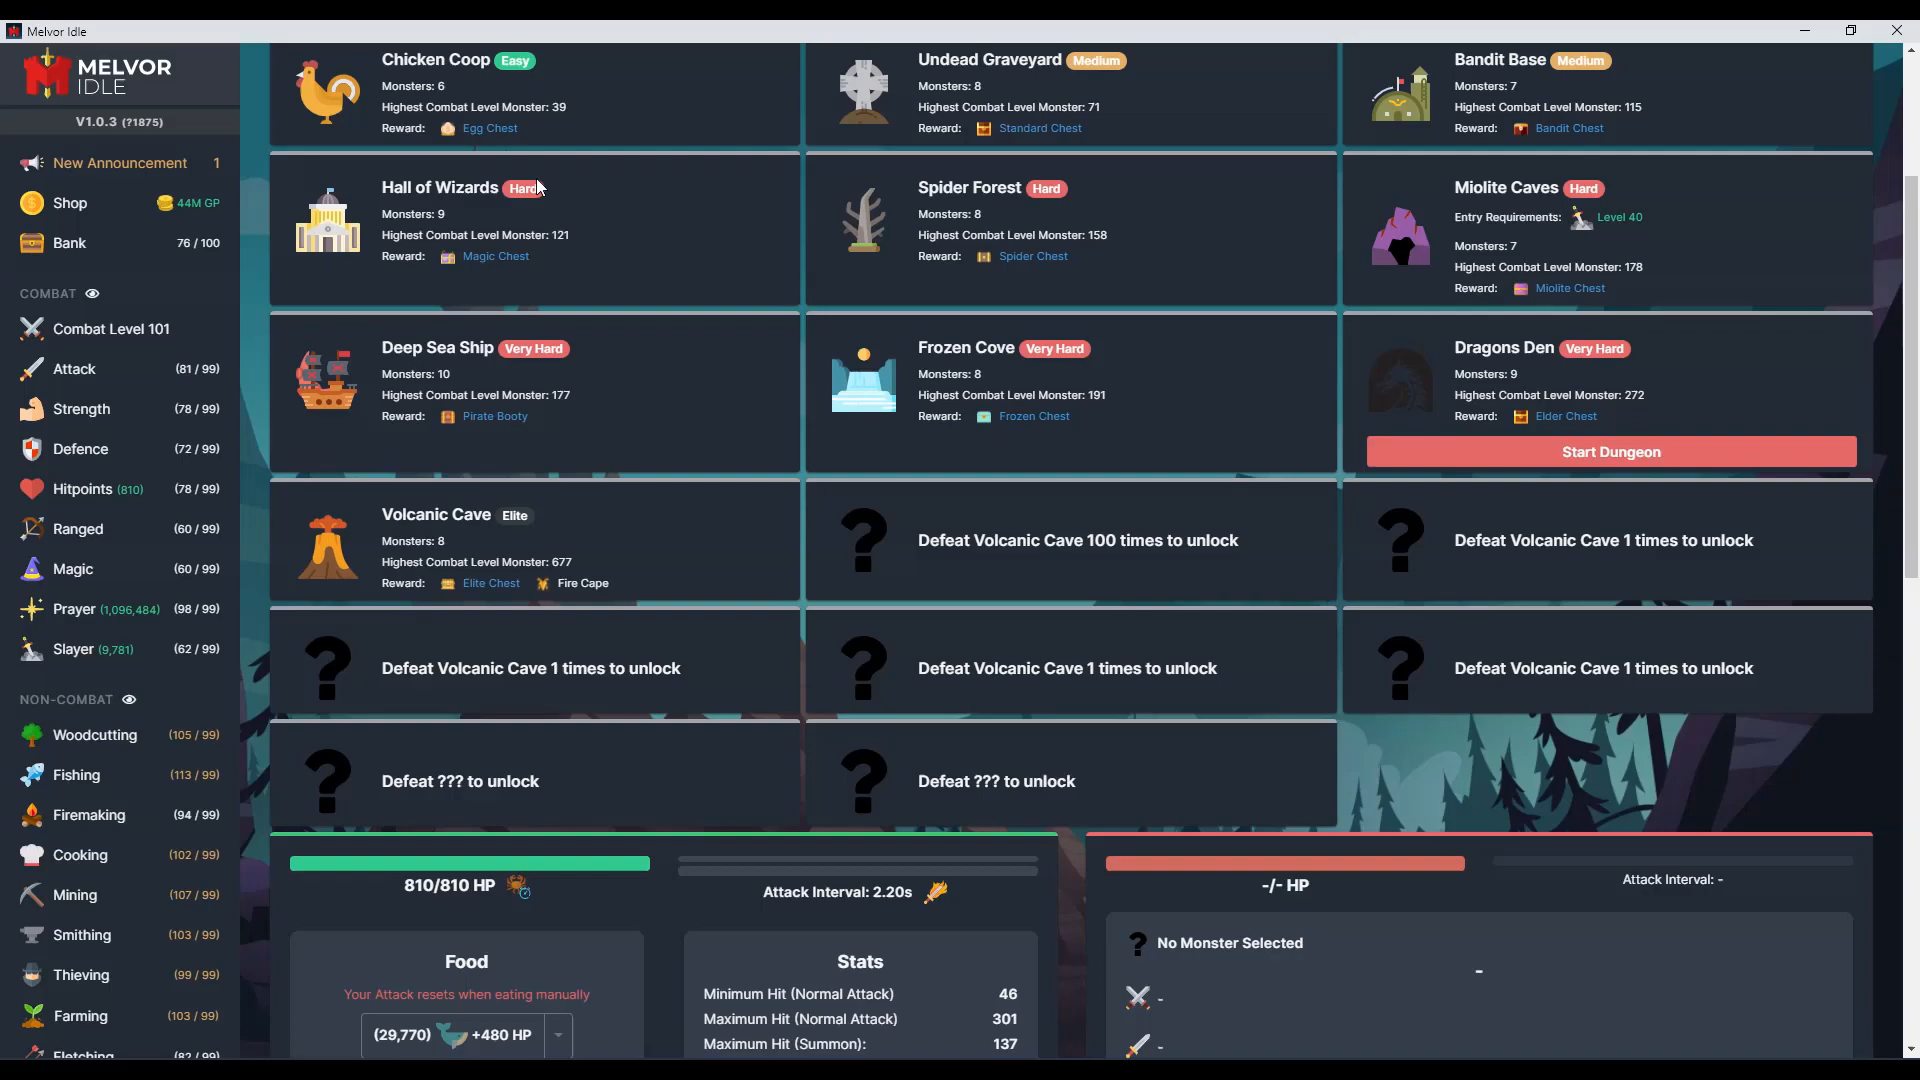 Melvor Idle
MELVOR
IDLE
V1.0.3 (?1875)
New Announcement 1
Shop 44M GP
Bank 76 / 100
COMBAT
Combat Level 101
Attack (81 / 99)
Strength (78 / 99)
Defence (72 / 99)
Hitpoints (810) (78 / 99)
Ranged (60 / 99)
Magic (60 / 99)
Prayer (1,096,484) (98 / 99)
Slayer (9,781) (62 / 99)
NON-COMBAT
Woodcutting (105 / 99)
Fishing (113 / 99)
Firemaking (94 / 99)
Cooking (102 / 99)
Mining (107 / 99)
Smithing (103 / 99)
Thieving (99 / 99)
Farming (103 / 99)
Fletching (82 / 99)
Chicken Coop Easy
Monsters: 6
Highest Combat Level Monster: 39
Reward: Egg Chest
Undead Graveyard Medium
Monsters: 8
Highest Combat Level Monster: 71
Reward: Standard Chest
Bandit Base Medium
Monsters: 7
Highest Combat Level Monster: 115
Reward: Bandit Chest
Hall of Wizards Hard
Monsters: 9
Highest Combat Level Monster: 121
Reward: Magic Chest
Spider Forest Hard
Monsters: 8
Highest Combat Level Monster: 158
Reward: Spider Chest
Miolite Caves Hard
Entry Requirements: Level 40
Monsters: 7
Highest Combat Level Monster: 178
Reward: Miolite Chest
Deep Sea Ship Very Hard
Monsters: 10
Highest Combat Level Monster: 177
Reward: Pirate Booty
Frozen Cove Very Hard
Monsters: 8
Highest Combat Level Monster: 191
Reward: Frozen Chest
Dragons Den Very Hard
Monsters: 9
Highest Combat Level Monster: 272
Reward: Elder Chest
Start Dungeon
Volcanic Cave Elite
Monsters: 8
Highest Combat Level Monster: 677
Reward: Elite Chest Fire Cape
Defeat Volcanic Cave 100 times to unlock
Defeat Volcanic Cave 1 times to unlock
Defeat Volcanic Cave 1 times to unlock
Defeat Volcanic Cave 1 times to unlock
Defeat Volcanic Cave 1 times to unlock
Defeat ??? to unlock
Defeat ??? to unlock
810/810 HP
Attack Interval: 2.20s
Food
Your Attack resets when eating manually
(29,770) +480 HP
Stats
Minimum Hit (Normal Attack) 46
Maximum Hit (Normal Attack) 301
Maximum Hit (Summon): 137
-/- HP
Attack Interval: -
No Monster Selected
-
-
-